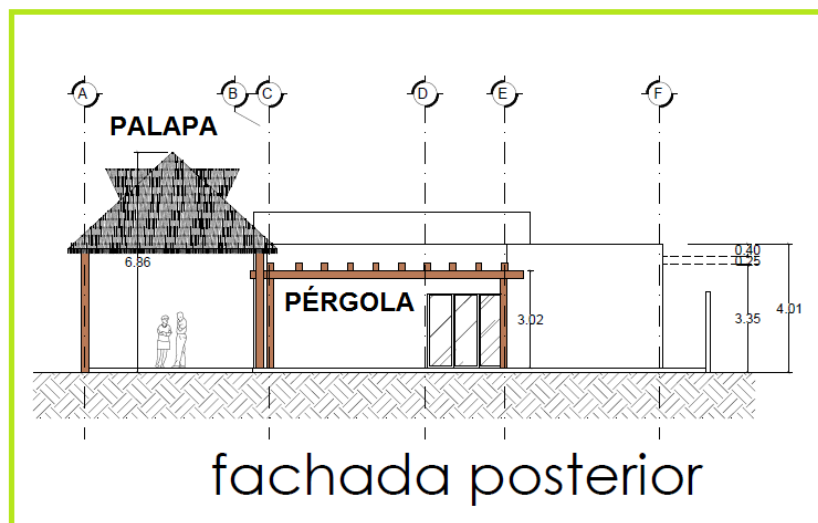 A B C D E F
PALAPA
0.40
0.25
6.86
PÉRGOLA
3.02
3.35
4.01
fachada posterior